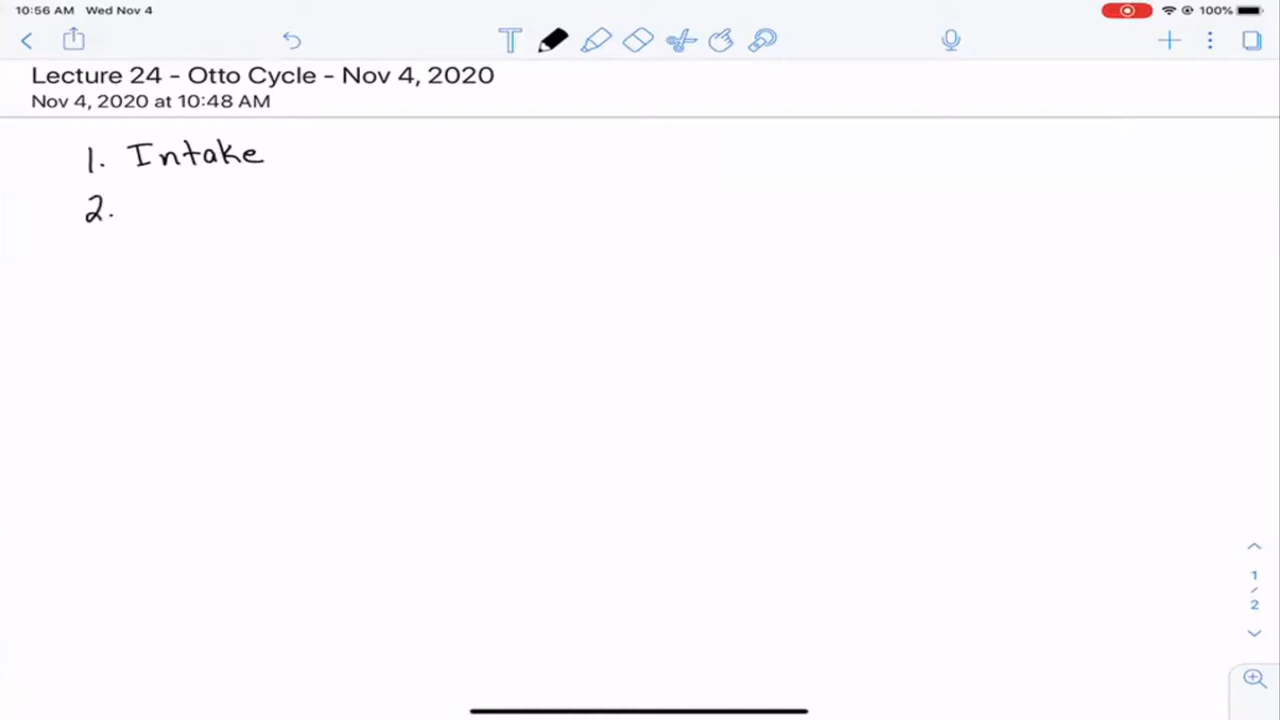 10:56 AM Wed Nov 4 100%
T
Lecture 24 - Otto Cycle - Nov 4, 2020
Nov 4, 2020 at 10:48 AM
1. Intake
2.
1
/
2